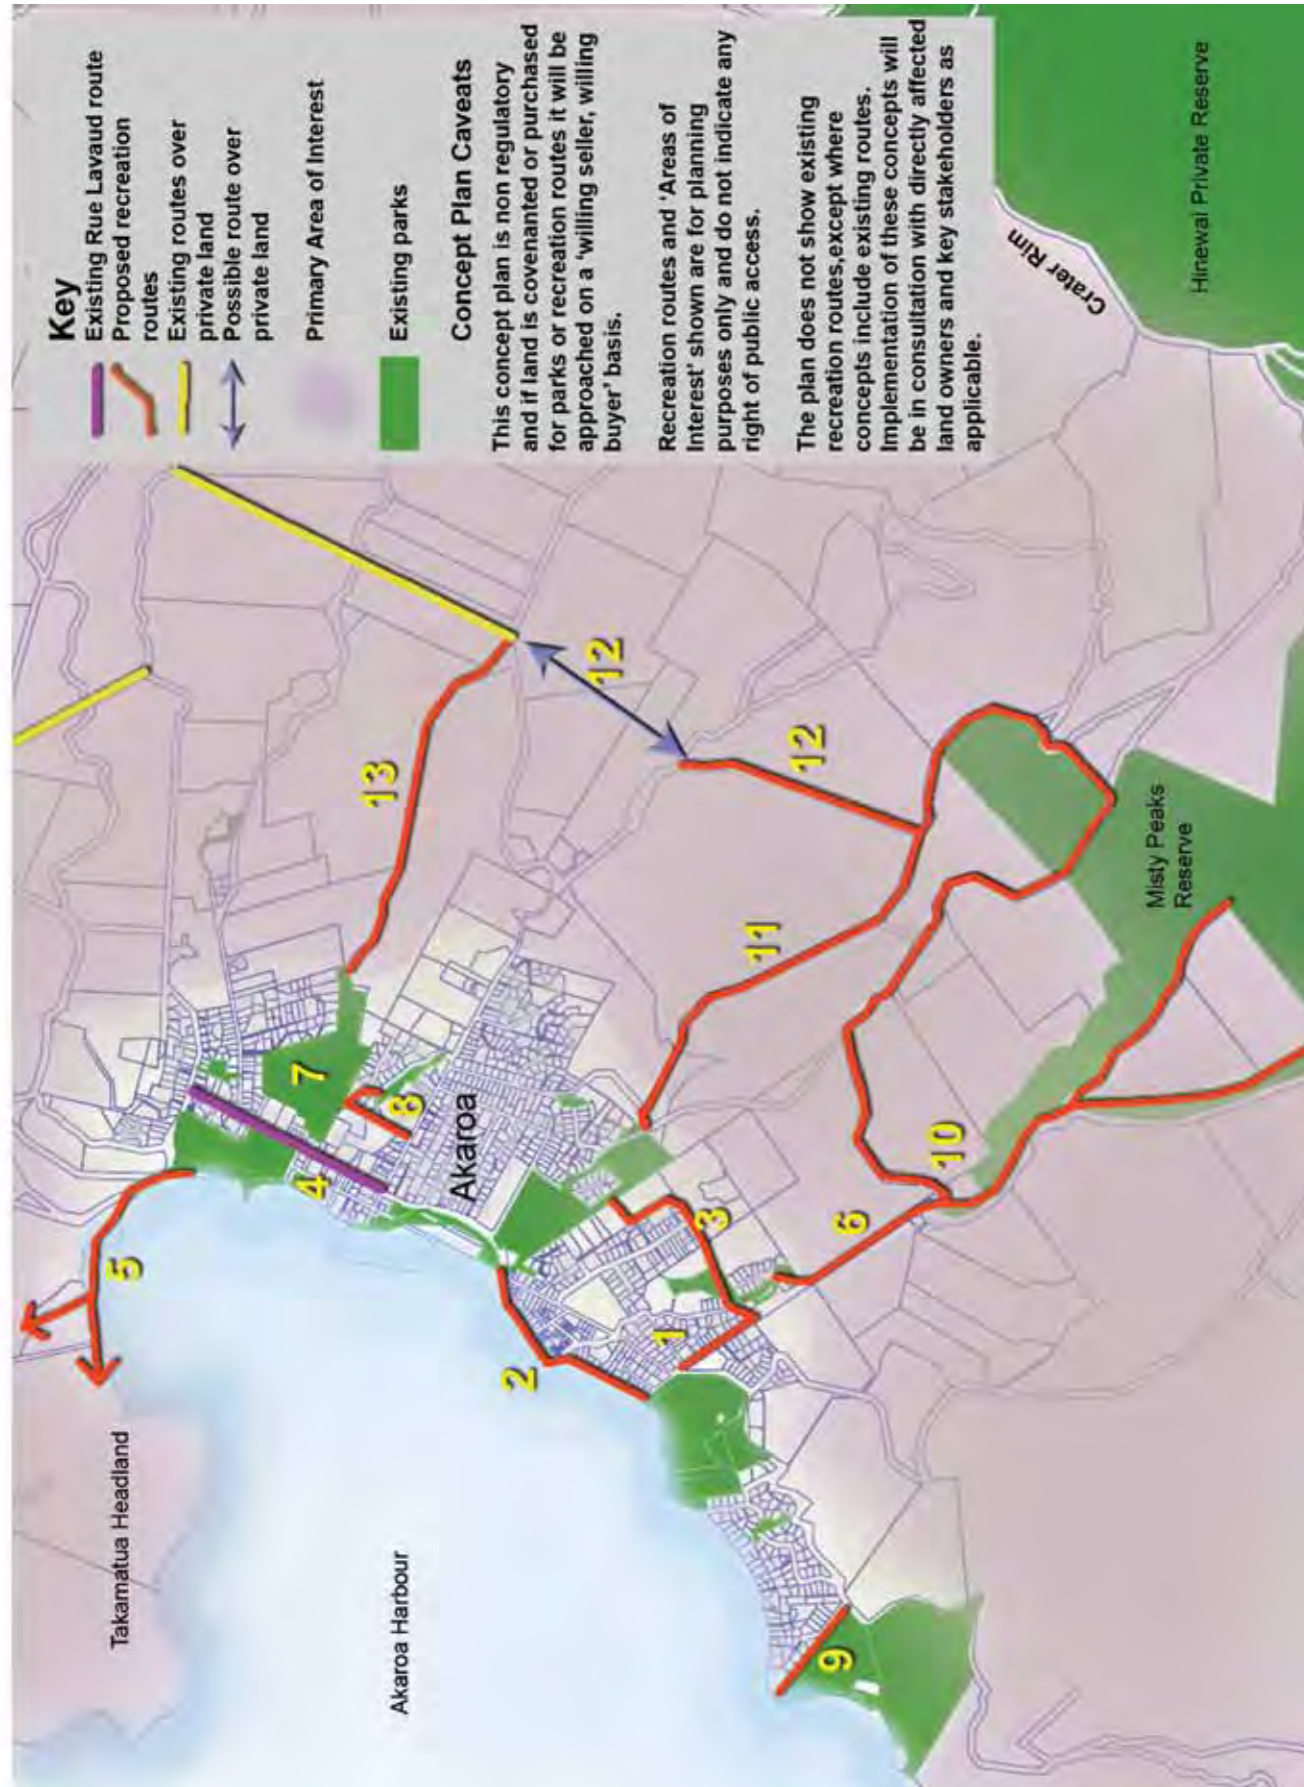 Key
Existing Rue Lavaud route
Proposed recreation
routes
Existing routes over
private land
Possible route over
private land
Primary Area of Interest
Existing parks
Concept Plan Caveats
This concept plan is non regulatory
and if land is covenanted or purchased
for parks or recreation routes it will be
approached on a 'willing seller, willing
buyer' basis.
Recreation routes and 'Areas of
Interest' shown are for planning
purposes only and do not indicate any
right of public access.
The plan does not show existing
recreation routes,except where
concepts include existing routes.
Implementation of these concepts will
be in consultation with directly affected
land owners and key stakeholders as
applicable.
Takamatua Headland
Akaroa Harbour
Akaroa
Misty Peaks
Reserve
Crater Rim
Hinewai Private Reserve
5
4
7
8
13
12
12
11
2
1
3
6
10
9